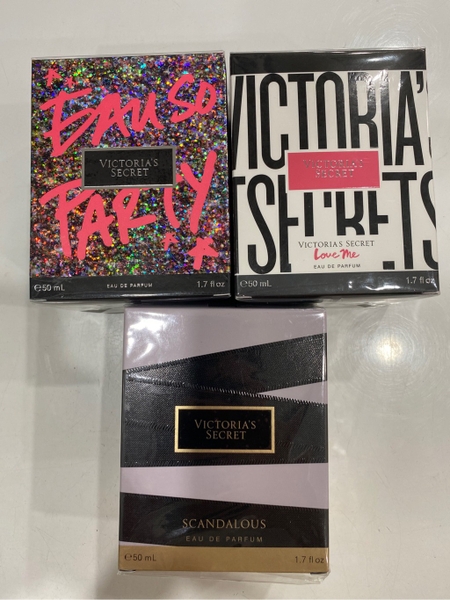 EAU SO
PARTY
VICTORIA'S
SECRET
℮50 mL
EAU DE PARFUM
1.7 fl oz
VICTORIA'S
SECRET
VICTORIA'S
SECRET
VICTORIA'S SECRET
Love Me
EAU DE PARFUM
℮50 mL
1.7 fl oz
VICTORIA'S
SECRET
SCANDALOUS
EAU DE PARFUM
℮50 mL
1.7 fl oz